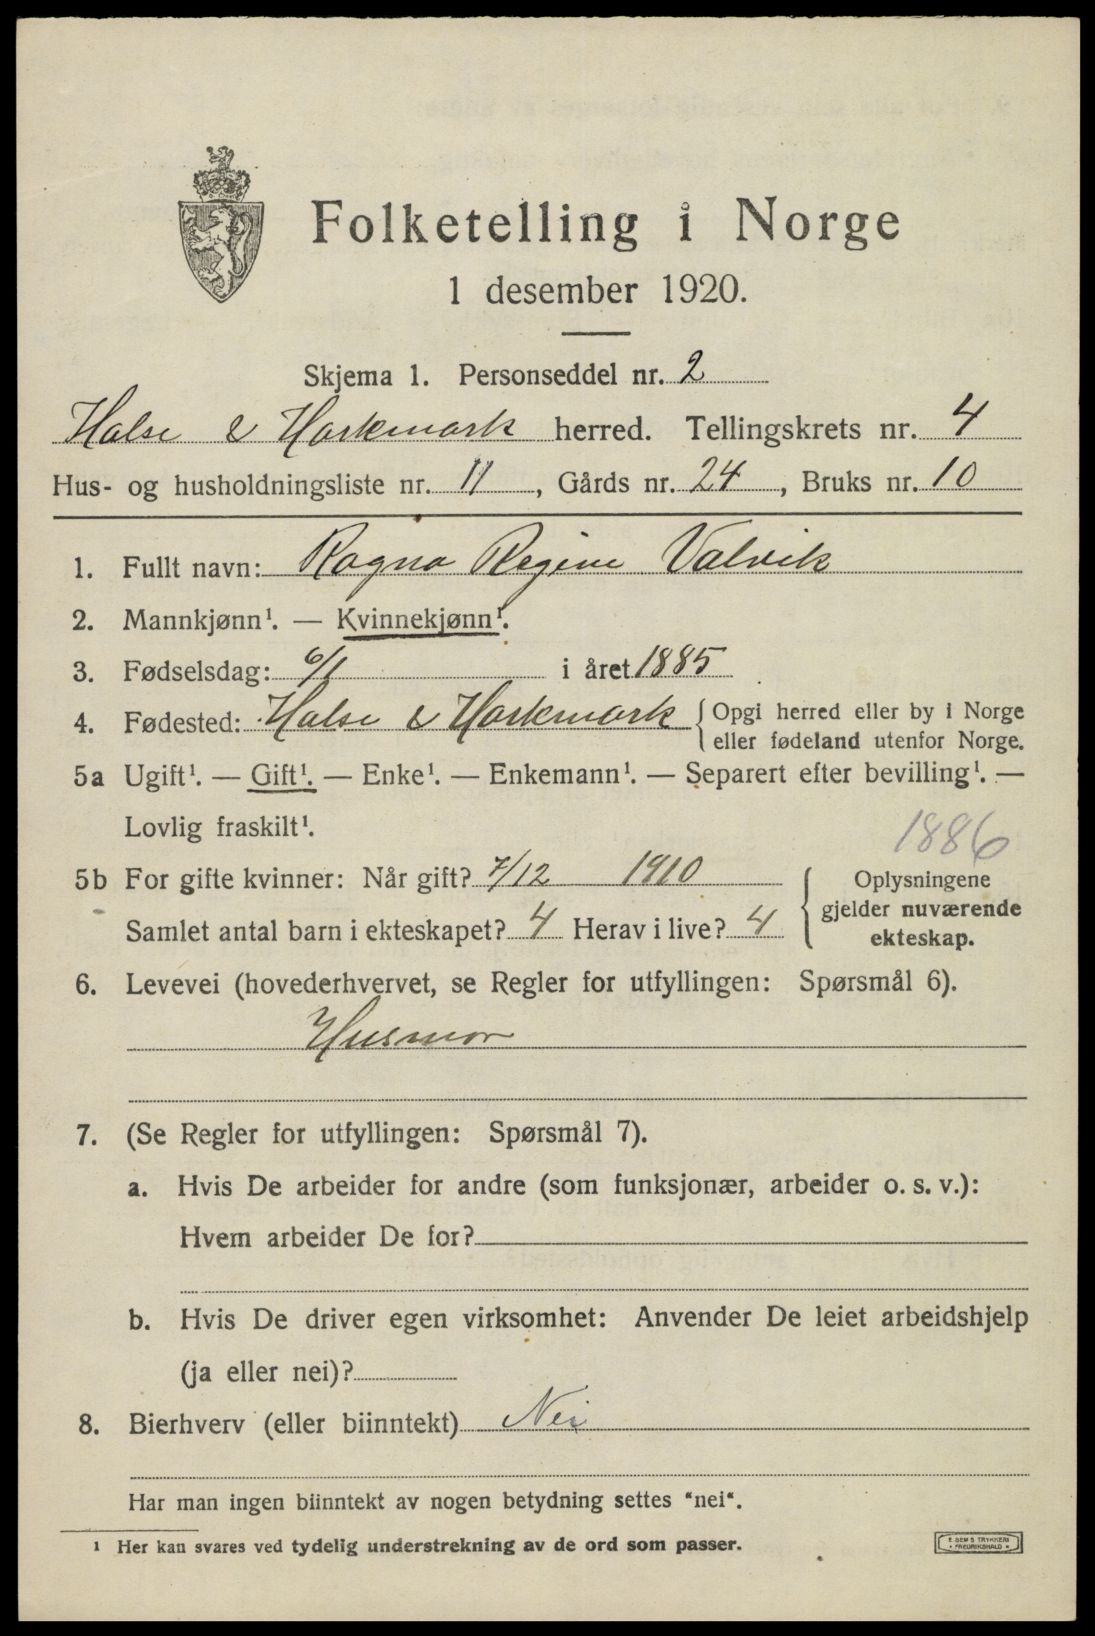 Folketelling i Norge
1 desember 1920.
Skjema 1. Personseddel nr. 2
Halse & Harkmark herred. Tellingskrets nr. 4
Hus- og husholdningsliste nr. 11, Gårds nr. 24, Bruks nr. 10
1. Fullt navn: Ragna Regine Valvik
2. Mannkjønn¹. — Kvinnekjønn¹.
3. Fødselsdag: 6/1 i året 1885
4. Fødested: Halse & Harkmark { Opgi herred eller by i Norge
eller fødeland utenfor Norge.
5a Ugift¹. — Gift¹. — Enke¹. — Enkemann¹. — Separert efter bevilling¹. —
Lovlig fraskilt¹.
1886
5b For gifte kvinner: Når gift? 7/12 1910
Samlet antal barn i ekteskapet? 4 Herav i live? 4
{ Oplysningene
gjelder nuværende
ekteskap.
6. Levevei (hovederhvervet, se Regler for utfyllingen: Spørsmål 6).
Husmor
7. (Se Regler for utfyllingen: Spørsmål 7).
a. Hvis De arbeider for andre (som funksjonær, arbeider o. s. v.):
Hvem arbeider De for?
b. Hvis De driver egen virksomhet: Anvender De leiet arbeidshjelp
(ja eller nei)?
8. Bierhverv (eller biinntekt) Nei
Har man ingen biinntekt av nogen betydning settes "nei".
1 Her kan svares ved tydelig understrekning av de ord som passer.
E. SEM'S TRYKKERI
• FREDRIKSHALD •